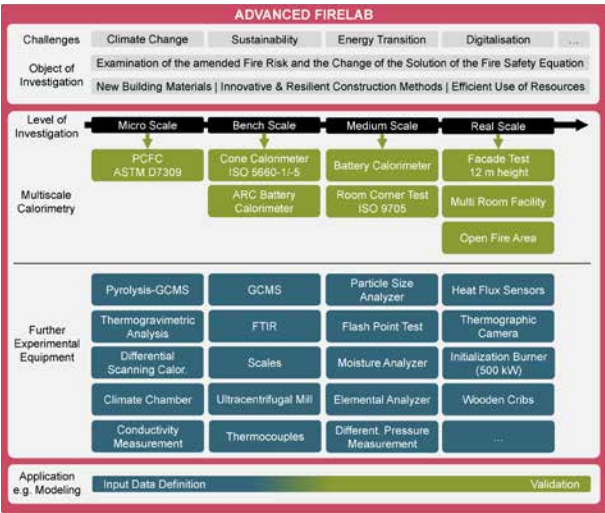 ADVANCED FIRELAB
Challenges
Climate Change
Sustainability
Energy Transition
Digitalisation
...
Object of
Investigation
Examination of the amended Fire Risk and the Change of the Solution of the Fire Safety Equation
New Building Materials | Innovative & Resilient Construction Methods | Efficient Use of Resources
Level of
Investigation
Micro Scale
Bench Scale
Medium Scale
Real Scale
Multiscale
Calorimetry
PCFC
ASTM D7309
Cone Calorimeter
ISO 5660-1/-5
Battery Calorimeter
Facade Test
12 m height
ARC Battery
Calorimeter
Room Corner Test
ISO 9705
Multi Room Facility
Open Fire Area
Further
Experimental
Equipment
Pyrolysis-GCMS
GCMS
Particle Size
Analyzer
Heat Flux Sensors
Thermogravimetric
Analysis
FTIR
Flash Point Test
Thermographic
Camera
Differential
Scanning Calor.
Scales
Moisture Analyzer
Initialization Burner
(500 kW)
Climate Chamber
Ultracentrifugal Mill
Elemental Analyzer
Wooden Cribs
Conductivity
Measurement
Thermocouples
Different. Pressure
Measurement
...
Application
e.g. Modeling
Input Data Definition
Validation